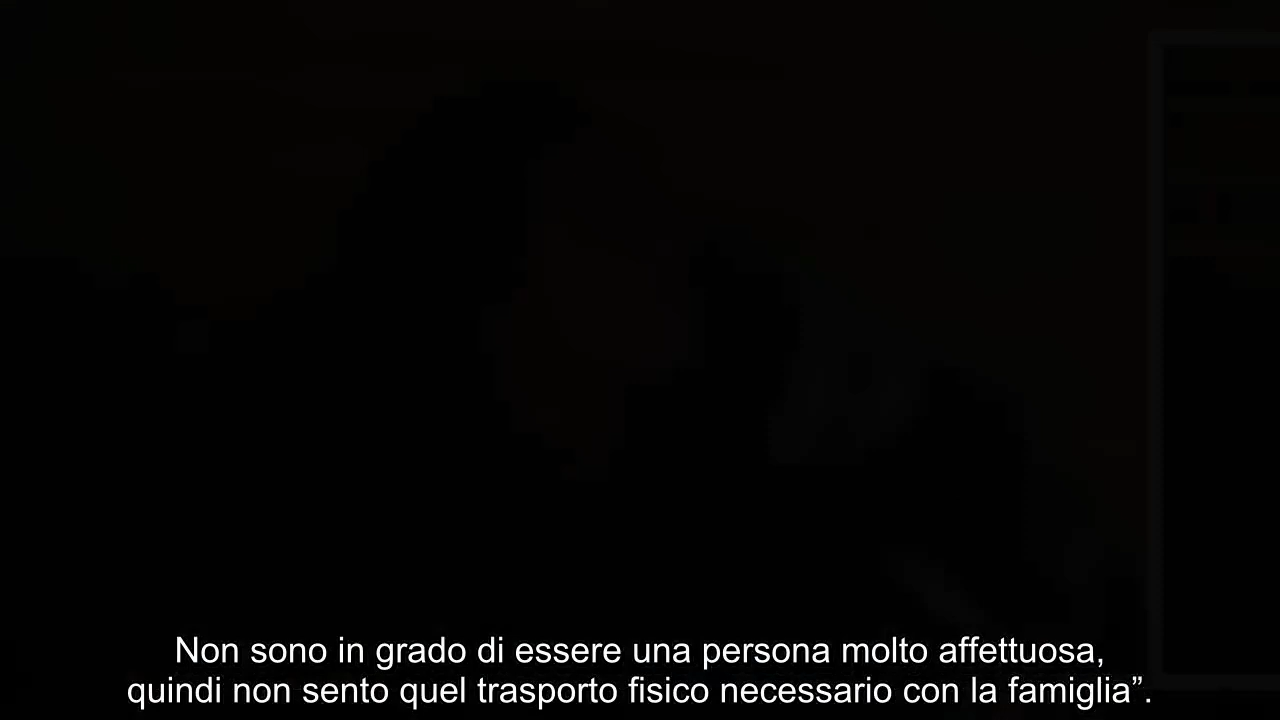 Non sono in grado di essere una persona molto affettuosa,
quindi non sento quel trasporto fisico necessario con la famiglia”.